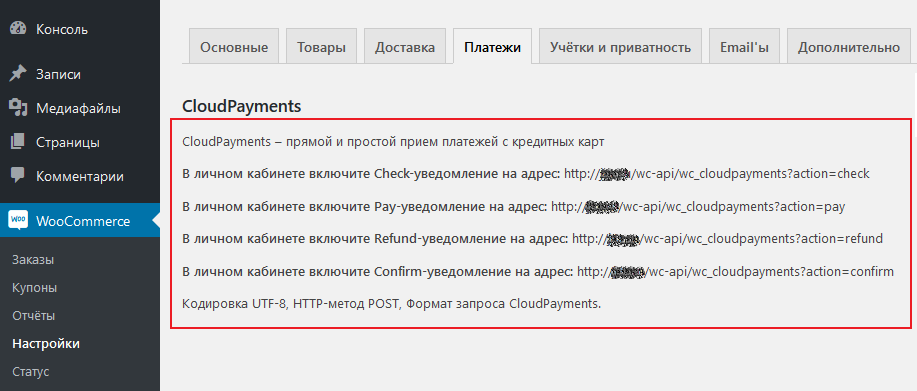 Консоль
Записи
Медиафайлы
Страницы
Комментарии
WOO WooCommerce
Заказы
Купоны
Отчёты
Настройки
Статус
Основные Товары Доставка Платежи Учётки и приватность Email'ы Дополнительно
CloudPayments
CloudPayments – прямой и простой прием платежей с кредитных карт
В личном кабинете включите Check-уведомление на адрес: http:// /wc-api/wc_cloudpayments?action=check
В личном кабинете включите Pay-уведомление на адрес: http:// /wc-api/wc_cloudpayments?action=pay
В личном кабинете включите Refund-уведомление на адрес: http:// /wc-api/wc_cloudpayments?action=refund
В личном кабинете включите Confirm-уведомление на адрес: http:// /wc-api/wc_cloudpayments?action=confirm
Кодировка UTF-8, HTTP-метод POST, Формат запроса CloudPayments.